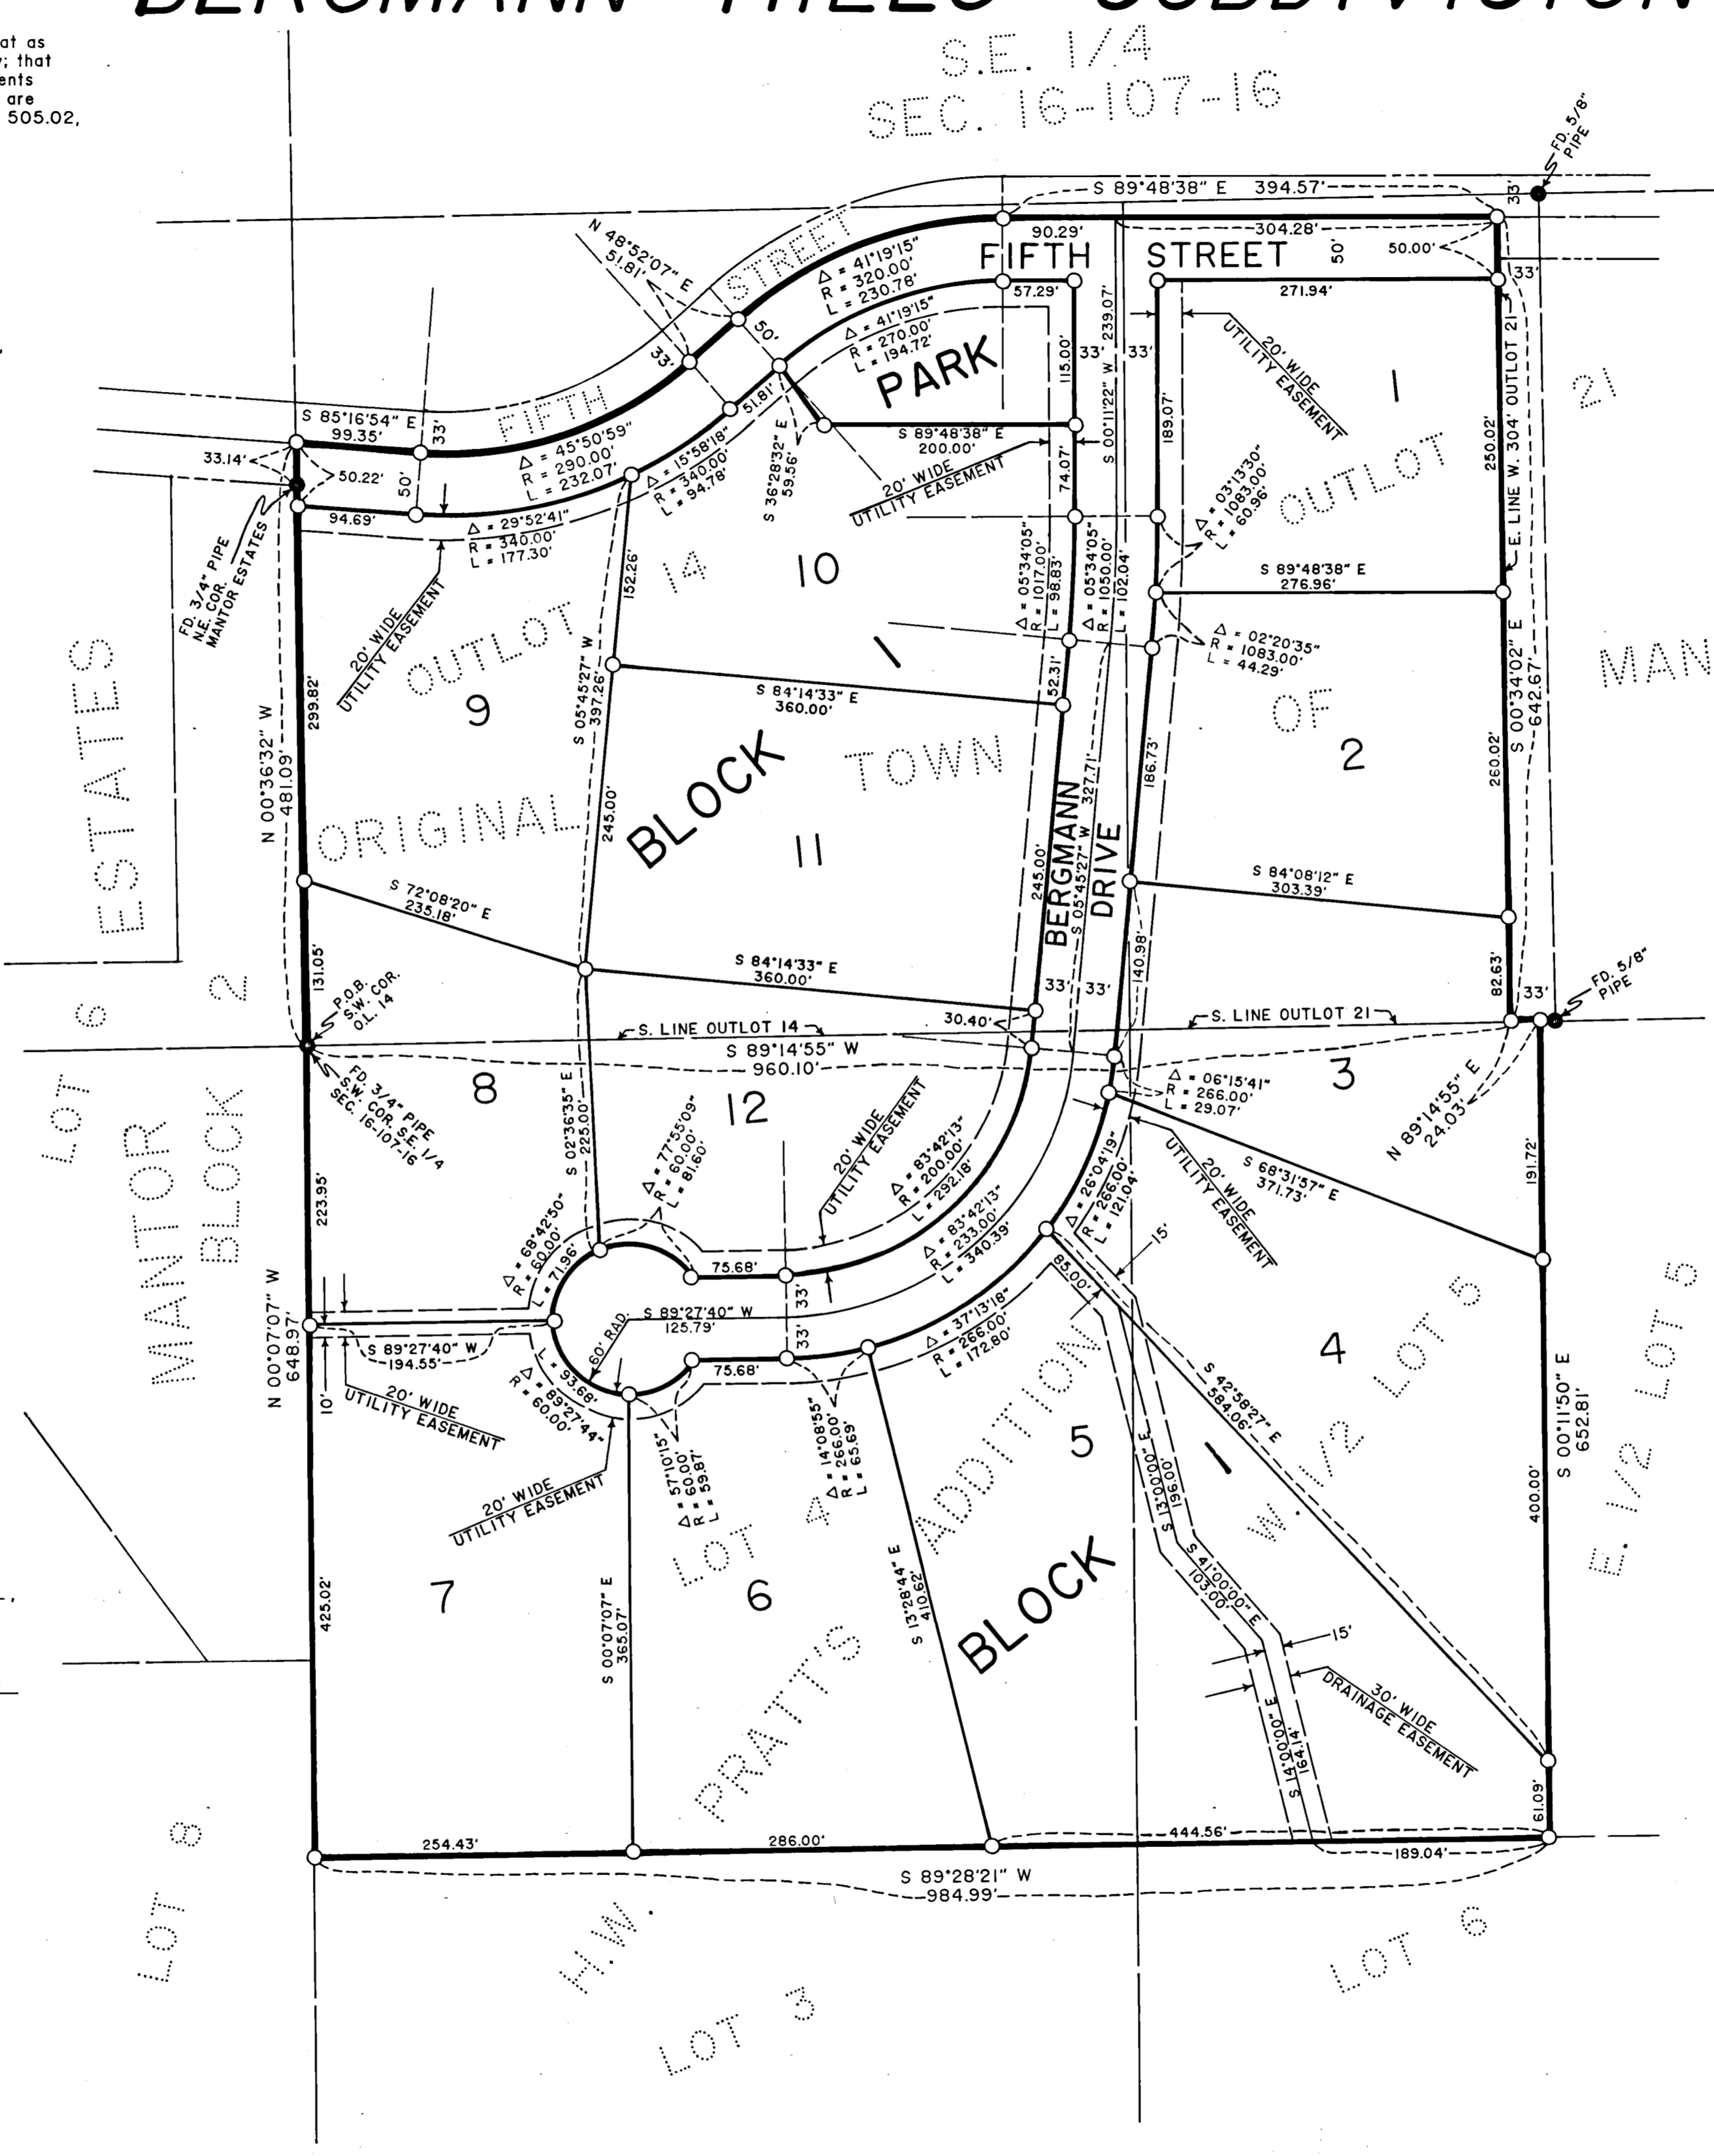 BERGMANN HILLS SUBDIVISION
at as
; that
ents
are
505.02,
S.E. 1/4
SEC. 16-107-16
FD. 5/8"
PIPE
S 89°48'38" E 394.57'
33'
90.29'
304.28'
50.00'
50'
33'
FIFTH STREET
57.29'
271.94'
N 48°52'07" E
51.81'
STREET
Δ = 41°19'15"
R = 320.00'
L = 230.78'
Δ = 41°19'15"
R = 270.00'
L = 194.72'
50'
33'
51.81'
PARK
115.00'
33'
33'
S 00°11'22" W 239.07'
189.07'
20' WIDE
UTILITY EASEMENT
1
21
250.02'
E. LINE W. 304' OUTLOT 21
S 85°16'54" E
99.35'
33'
FIFTH
33.14'
50.22'
50'
94.69'
Δ = 45°50'59"
R = 290.00'
L = 232.07'
Δ = 15°58'18"
R = 340.00'
L = 94.78'
Δ = 29°52'41"
R = 340.00'
L = 177.30'
S 36°28'32" E
59.56'
S 89°48'38" E
200.00'
20' WIDE
UTILITY EASEMENT
74.07'
Δ = 03°13'30"
R = 1083.00'
L = 60.96'
OUTLOT
FD. 3/4" PIPE
N.E. COR.
MANTOR ESTATES
20' WIDE
UTILITY EASEMENT
OUTLOT 14
152.26'
10
Δ = 05°34'05"
R = 1017.00'
L = 98.83'
Δ = 05°34'05"
R = 1050.00'
L = 102.04'
S 89°48'38" E
276.96'
Δ = 02°20'35"
R = 1083.00'
L = 44.29'
S 00°34'02" E
642.67'
MAN
ESTATES
N 00°36'32" W
481.09'
299.82'
9
S 05°45'27" W
397.26'
S 84°14'33" E
360.00'
52.31'
1
OF
2
BLOCK
TOWN
ORIGINAL
245.00'
11
245.00'
BERGMANN
DRIVE
S 05°45'27" W 327.71'
186.73'
260.02'
S 84°08'12" E
303.39'
S 72°08'20" E
235.18'
131.05'
S 84°14'33" E
360.00'
33'
33'
140.98'
82.63'
33'
FD. 5/8"
PIPE
P.O.B.
S.W. COR.
O.L. 14
30.40'
S. LINE OUTLOT 14
S. LINE OUTLOT 21
S 89°14'55" W
960.10'
LOT 6
2
MANTOR
BLOCK
FD. 3/4" PIPE
S.W. COR. S.E. 1/4
SEC. 16-107-16
8
12
3
Δ = 06°15'41"
R = 266.00'
L = 29.07'
N 89°14'55" E
24.03'
S 02°36'35" E
225.00'
Δ = 77°55'09"
R = 60.00'
L = 81.60'
20' WIDE
UTILITY EASEMENT
Δ = 83°42'13"
R = 200.00'
L = 292.18'
Δ = 83°42'13"
R = 233.00'
L = 340.39'
Δ = 26°04'19"
R = 266.00'
L = 121.04'
20' WIDE
UTILITY EASEMENT
S 68°31'57" E
371.73'
191.72'
223.95'
Δ = 68°42'50"
R = 60.00'
L = 71.96'
75.68'
33'
33'
S 89°27'40" W
125.79'
60' RAD.
75.68'
85.00'
15'
N 00°07'07" W
648.97'
S 89°27'40" W
194.55'
10'
20' WIDE
UTILITY EASEMENT
L = 93.68'
Δ = 89°27'44"
R = 60.00'
Δ = 37°13'18"
R = 266.00'
L = 172.80'
4
W. 1/2 LOT 5
S 42°58'27" E
584.06'
S 00°11'50" E
652.81'
E. 1/2 LOT 5
20' WIDE
UTILITY EASEMENT
Δ = 57°10'15"
R = 60.00'
L = 59.87'
Δ = 14°08'55"
R = 266.00'
L = 65.69'
LOT 4
ADDITION
5
1
S 13°00'00" E
196.00'
400.00'
7
425.02'
S 00°07'07" E
365.07'
6
S 13°28'44" E
410.62'
BLOCK
S 41°00'00" E
103.00'
15'
30' WIDE
DRAINAGE EASEMENT
S 14°00'00" E
164.14'
H.W. PRATT'S
61.09'
254.43'
286.00'
444.56'
189.04'
S 89°28'21" W
984.99'
LOT 8
LOT 3
LOT 6